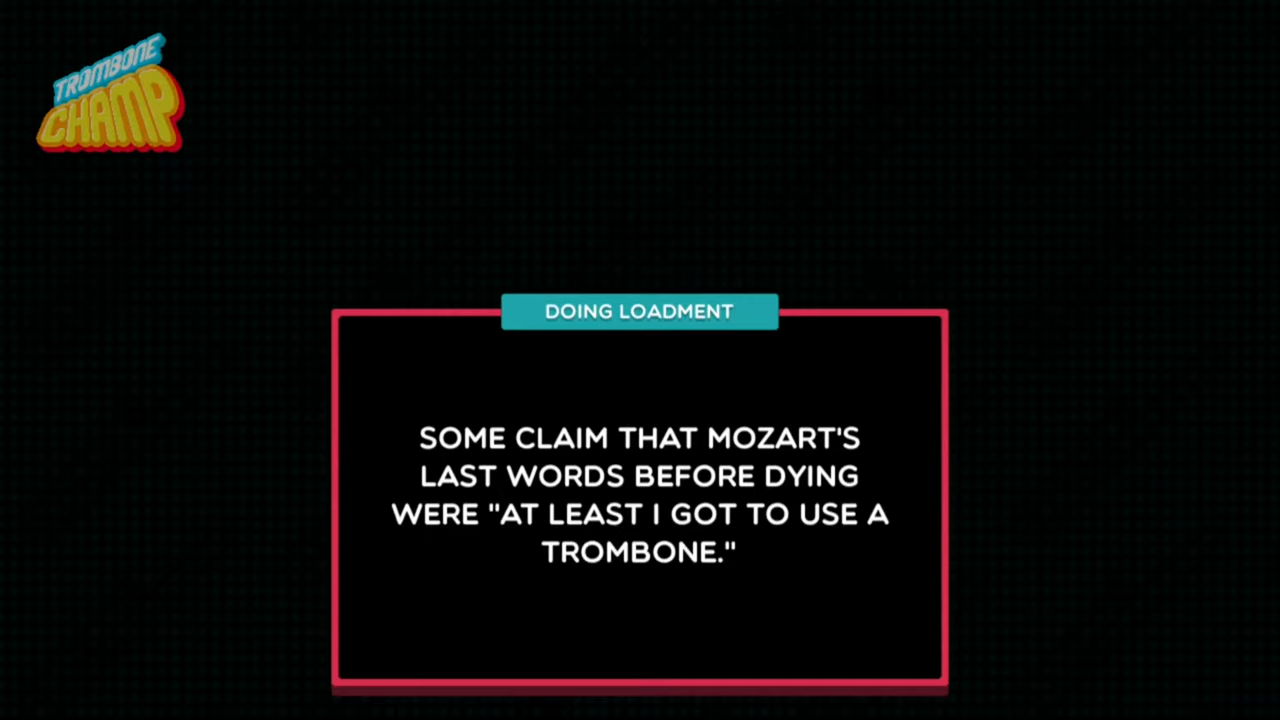 TROMBONE
CHAMP
DOING LOADMENT
SOME CLAIM THAT MOZART'S
LAST WORDS BEFORE DYING
WERE "AT LEAST I GOT TO USE A
TROMBONE."